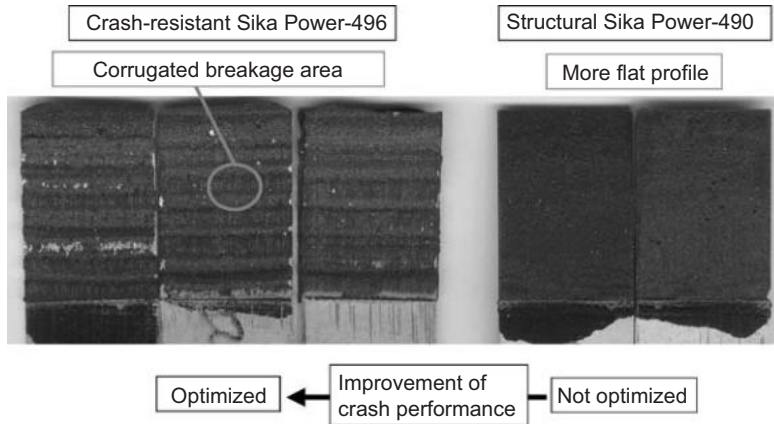 Crash-resistant Sika Power-496
Structural Sika Power-490
Corrugated breakage area
More flat profile
Optimized
Improvement of
crash performance
Not optimized